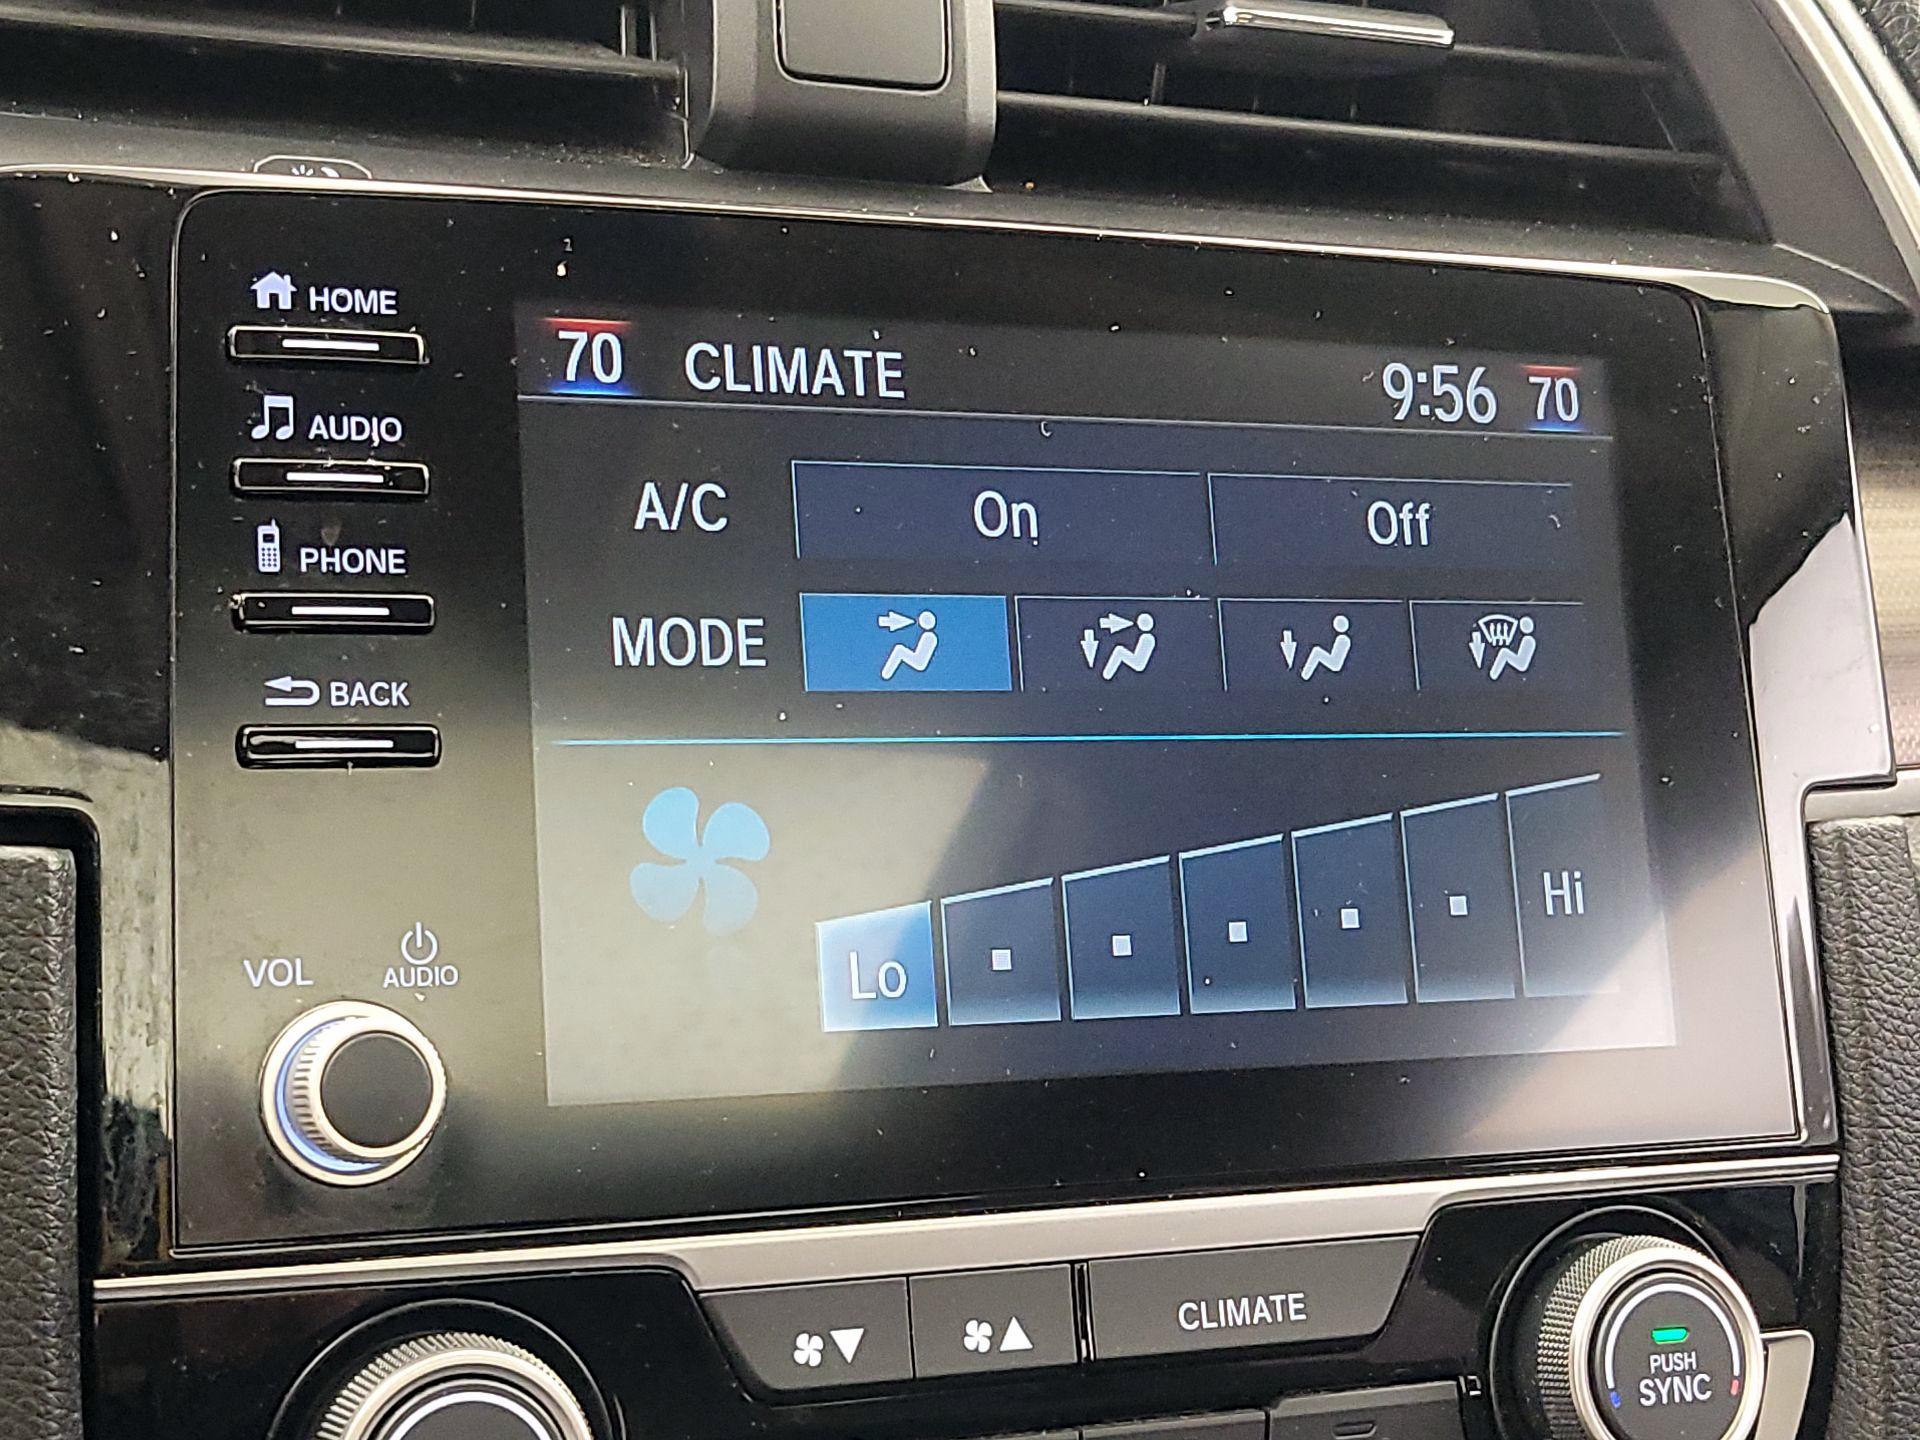 HOME
AUDIO
PHONE
BACK
VOL
AUDIO
70 CLIMATE 9:56 70
A/C On Off
MODE
Lo Hi
CLIMATE
PUSH
SYNC